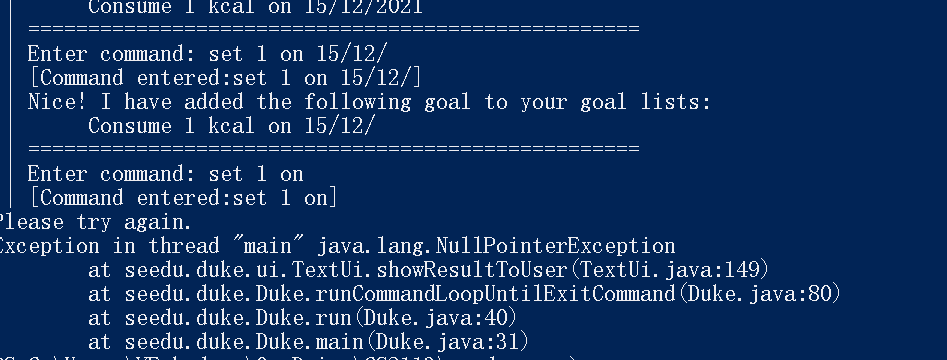 Consume 1 kcal on 15/12/2021
===================================================
Enter command: set 1 on 15/12/
[Command entered:set 1 on 15/12/]
Nice! I have added the following goal to your goal lists:
Consume 1 kcal on 15/12/
===================================================
Enter command: set 1 on
[Command entered:set 1 on]
Please try again.
Exception in thread "main" java.lang.NullPointerException
at seedu.duke.ui.TextUi.showResultToUser(TextUi.java:149)
at seedu.duke.Duke.runCommandLoopUntilExitCommand(Duke.java:80)
at seedu.duke.Duke.run(Duke.java:40)
at seedu.duke.Duke.main(Duke.java:31)